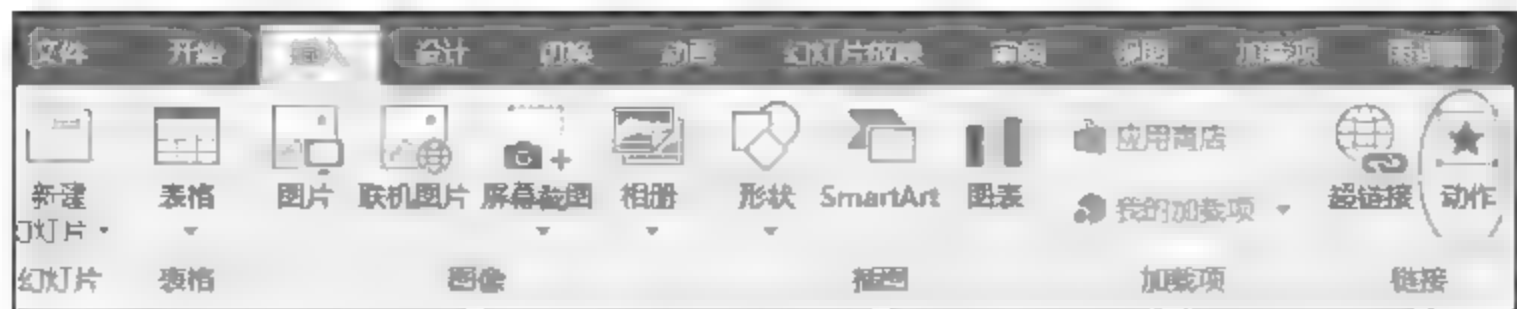 文件 开始 插入 设计 切换 动画 幻灯片放映 审阅 视图 加载项
应用商店
新建 表格 图片 联机图片 屏幕截图 相册 形状 SmartArt 图表 我的加载项 超链接 动作
幻灯片
幻灯片 表格 图像 插图 加载项 链接